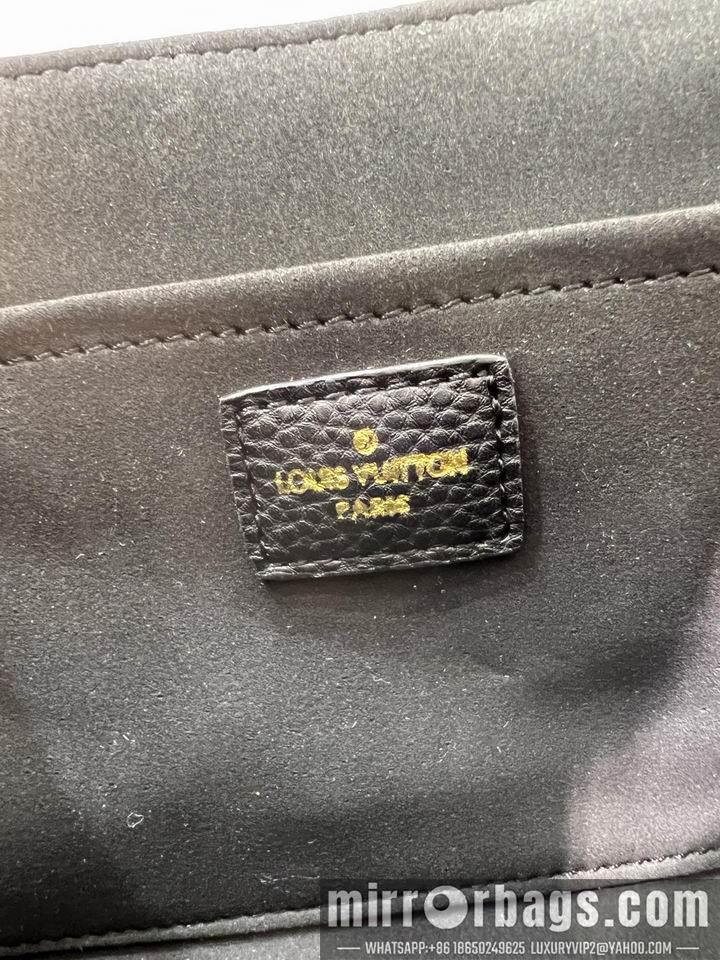 LOUIS VUITTON
PARIS
mirrorbags.com
WHATSAPP:+86 18650249625 LUXURYVIP2@YAHOO.COM